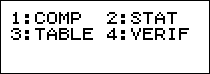 1:COMP 2:STAT
3:TABLE 4:VERIF